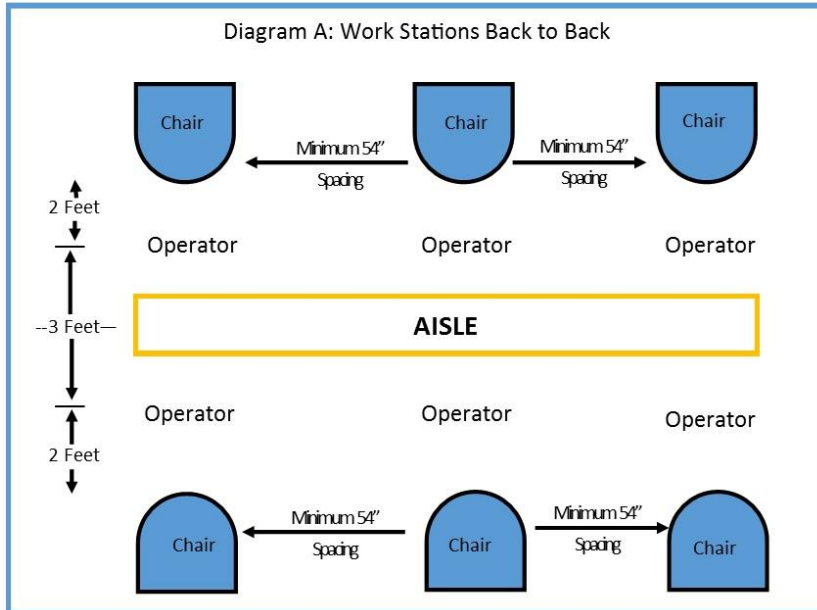 Diagram A: Work Stations Back to Back
Chair
Chair
Chair
Minimum 54”
Spacing
Minimum 54”
Spacing
2 Feet
Operator
Operator
Operator
--3 Feet—
AISLE
Operator
Operator
Operator
2 Feet
Minimum 54”
Spacing
Minimum 54”
Spacing
Chair
Chair
Chair